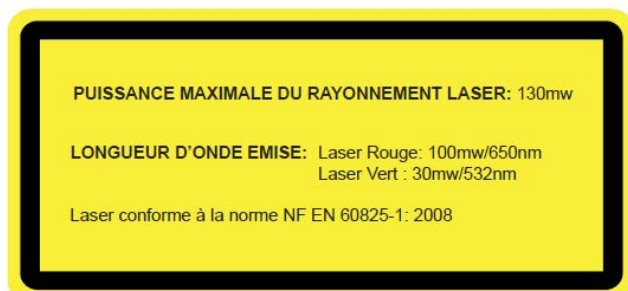 PUISSANCE MAXIMALE DU RAYONNEMENT LASER: 130mw
LONGUEUR D'ONDE EMISE: Laser Rouge: 100mw/650nm
Laser Vert : 30mw/532nm
Laser conforme à la norme NF EN 60825-1: 2008